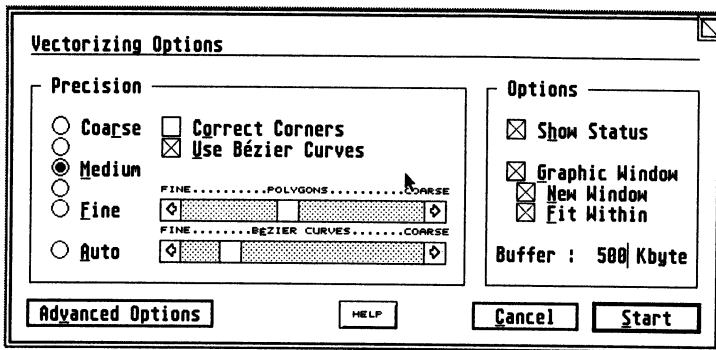 Vectorizing Options
Precision
Coarse
Medium
Fine
Auto
Correct Corners
Use Bézier Curves
FINE.........POLYGONS.........COARSE
FINE........BÉZIER CURVES.......COARSE
Options
Show Status
Graphic Window
New Window
Fit Within
Buffer : 500 Kbyte
Advanced Options
HELP
Cancel
Start